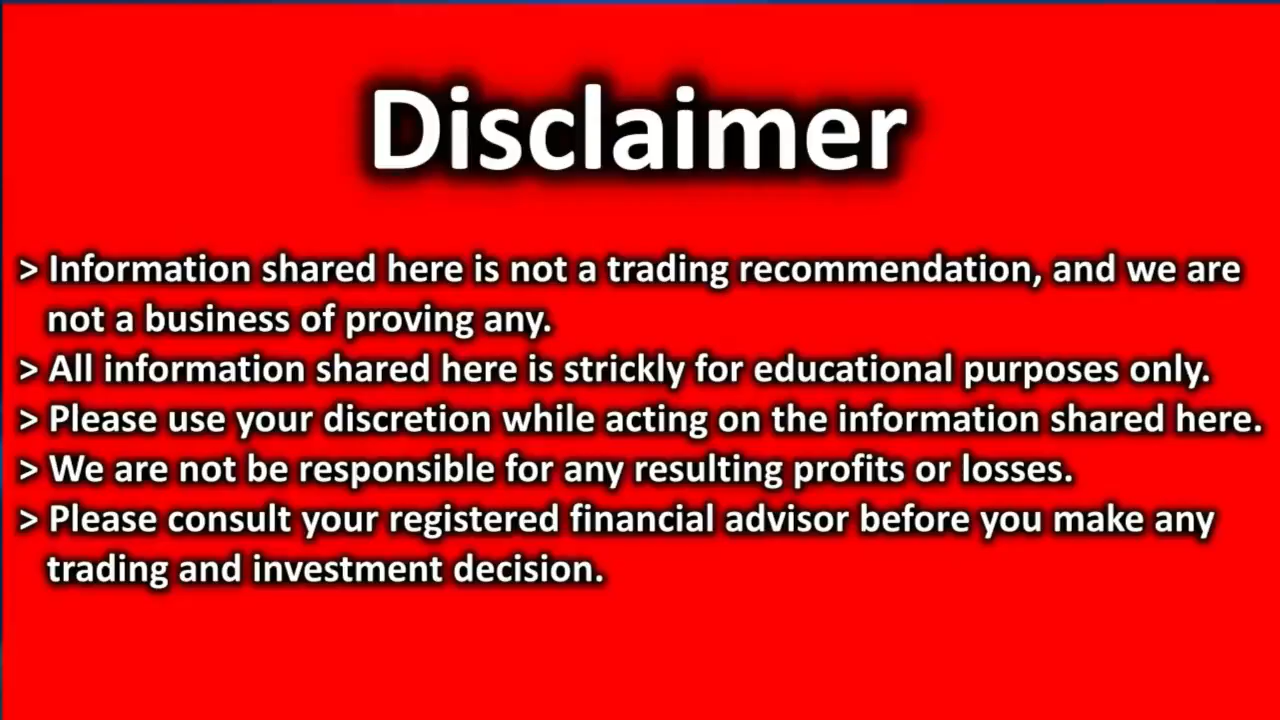 Disclaimer
> Information shared here is not a trading recommendation, and we are
not a business of proving any.
> All information shared here is strickly for educational purposes only.
> Please use your discretion while acting on the information shared here.
> We are not be responsible for any resulting profits or losses.
> Please consult your registered financial advisor before you make any
trading and investment decision.